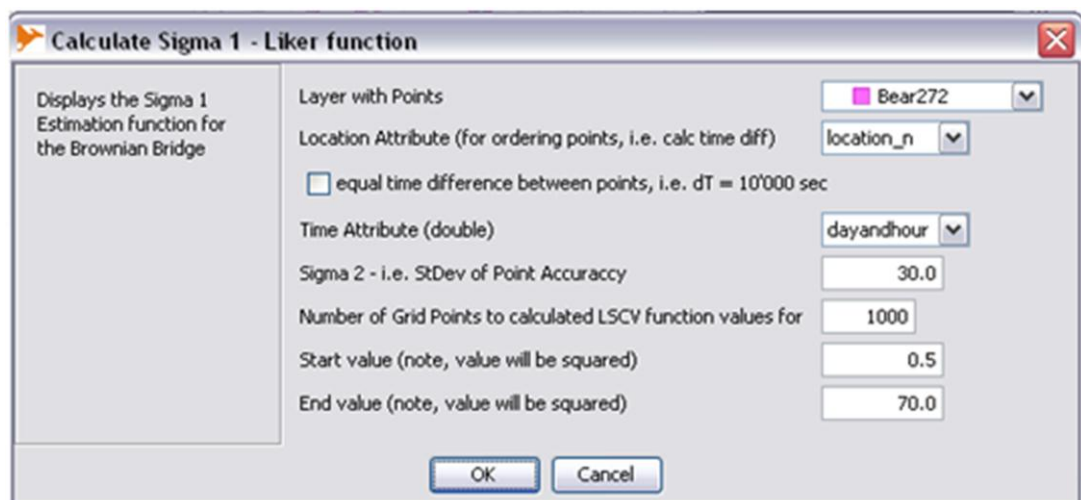 Calculate Sigma 1 - Liker function
Displays the Sigma 1
Estimation function for
the Brownian Bridge
Layer with Points
Bear272
Location Attribute (for ordering points, i.e. calc time diff)
location_n
equal time difference between points, i.e. dT = 10'000 sec
Time Attribute (double)
dayandhour
Sigma 2 - i.e. StDev of Point Accuraccy
30.0
Number of Grid Points to calculated LSCV function values for
1000
Start value (note, value will be squared)
0.5
End value (note, value will be squared)
70.0
OK
Cancel